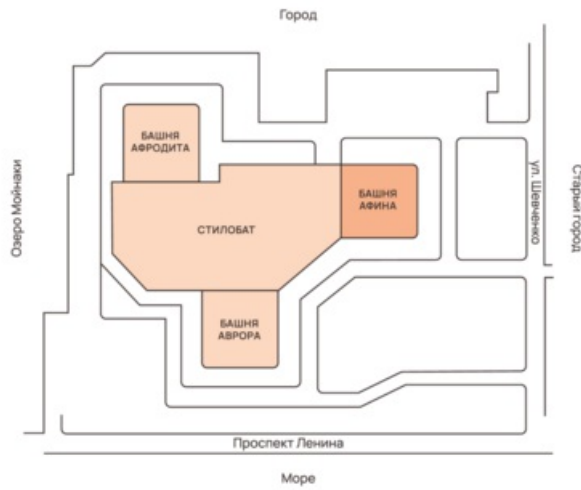 Город
БАШНЯ
АФРОДИТА
Озеро Мойнаки
СТИЛОБАТ
БАШНЯ
АФИНА
ул. Шевченко
Старый город
БАШНЯ
АВРОРА
Проспект Ленина
Море